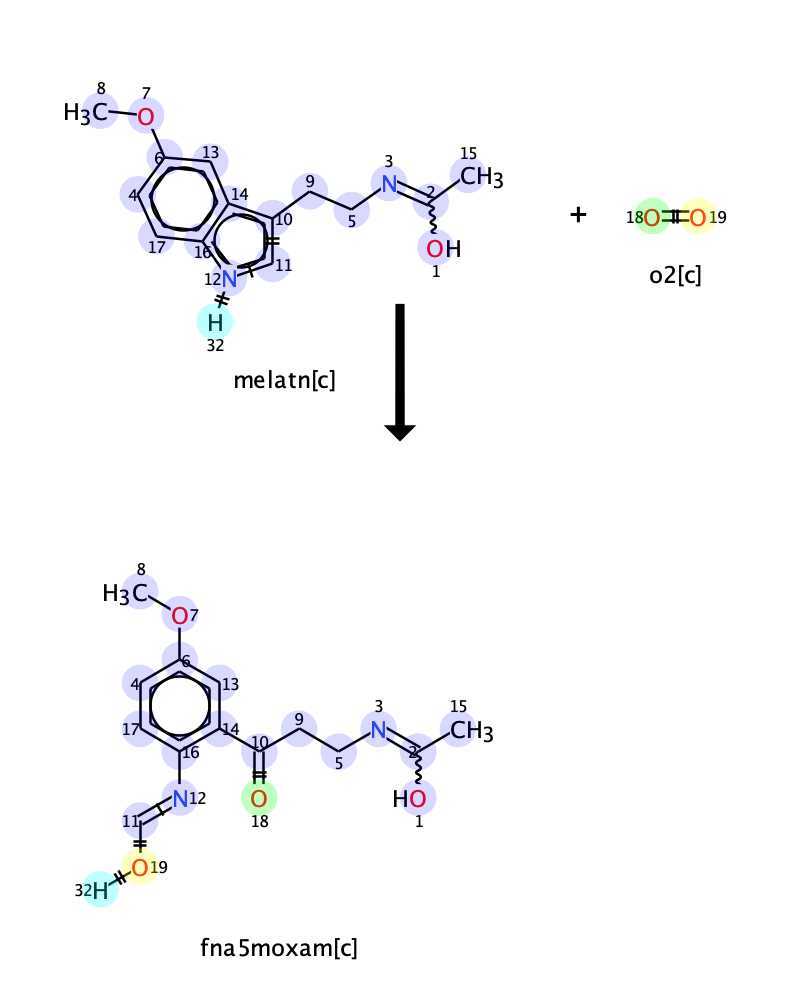 8
7
H₃C
O
6
13
4
17
14
16
12
N
10
11
9
5
3
N
2
15
CH₃
OH
1
H
32
melatn[c]
+
18 O O 19
o2[c]
8
H₃C
O 7
6
4
13
17
14
16
10
9
5
3
N
2
15
CH₃
N 12
11
O
18
HO
1
O 19
32 H
fna5moxam[c]